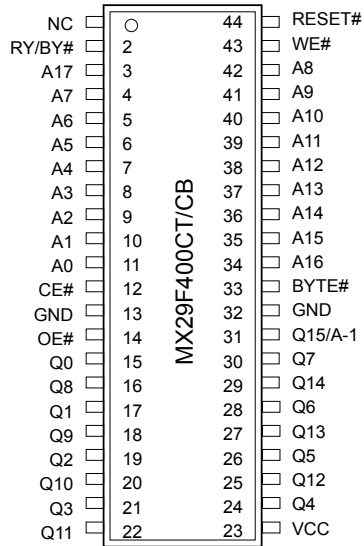 NC 44 RESET#
RY/BY# 2 43 WE#
A17 3 42 A8
A7 4 41 A9
A6 5 40 A10
A5 6 39 A11
A4 7 38 A12
A3 8 37 A13
A2 9 36 A14
A1 10 35 A15
A0 11 34 A16
CE# 12 33 BYTE#
GND 13 32 GND
OE# 14 31 Q15/A-1
Q0 15 30 Q7
Q8 16 29 Q14
Q1 17 28 Q6
Q9 18 27 Q13
Q2 19 26 Q5
Q10 20 25 Q12
Q3 21 24 Q4
Q11 22 23 VCC
MX29F400CT/CB